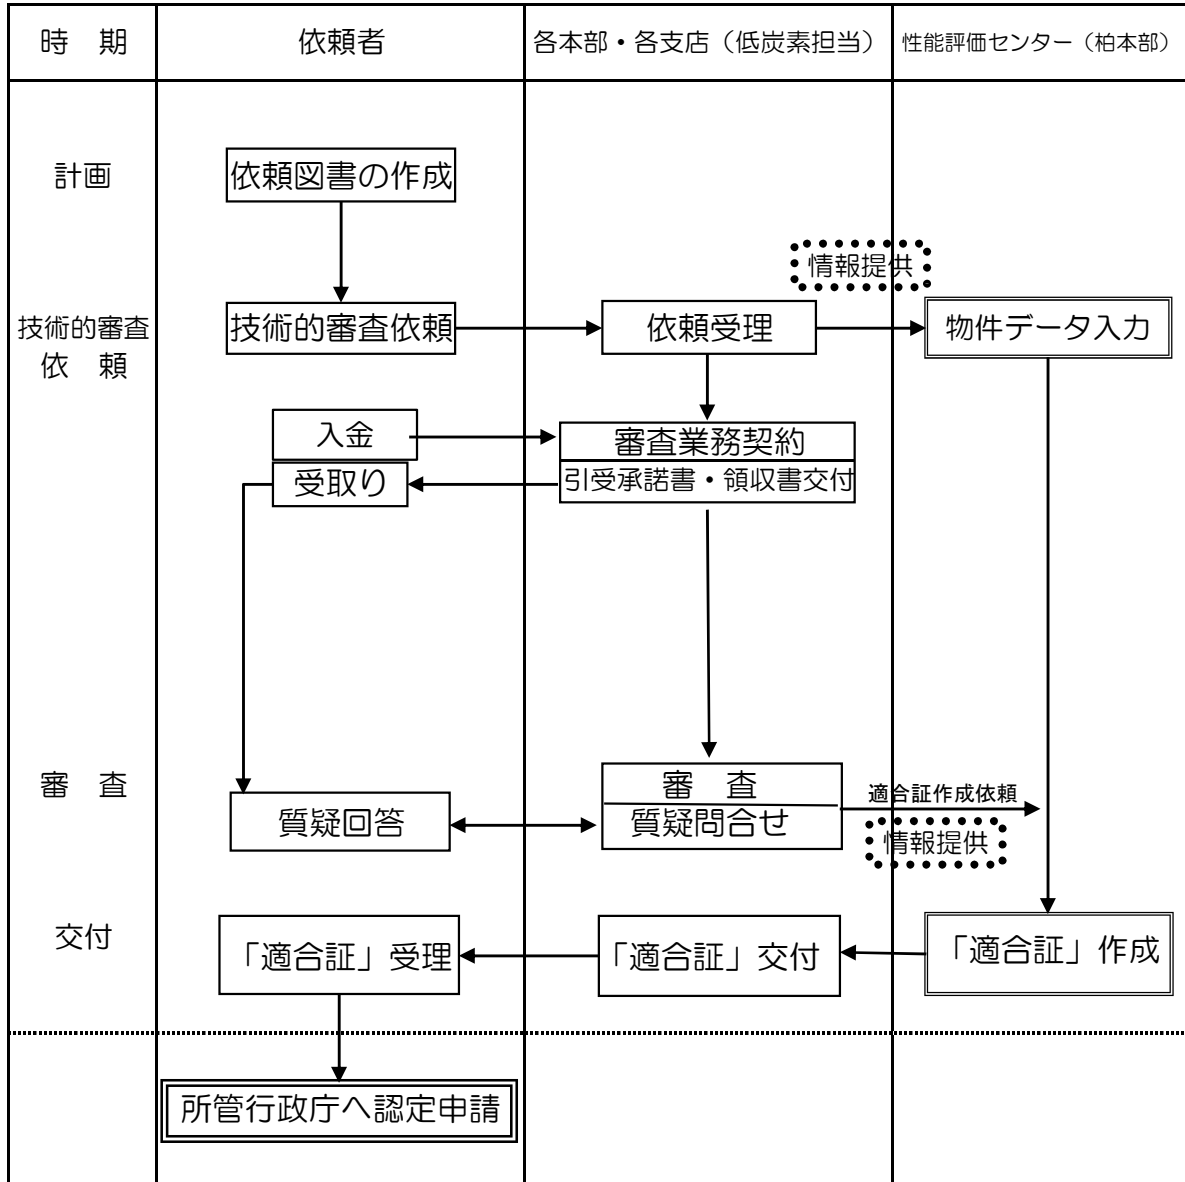 時　期
依頼者
各本部・各支店（低炭素担当）
性能評価センター（柏本部）
計画
依頼図書の作成
情報提供
技術的審査
依　頼
技術的審査依頼
依頼受理
物件データ入力
入金
審査業務契約
受取り
引受承諾書・領収書交付
審　査
審　査
適合証作成依頼
質疑回答
質疑問合せ
情報提供
交付
「適合証」受理
「適合証」交付
「適合証」作成
所管行政庁へ認定申請